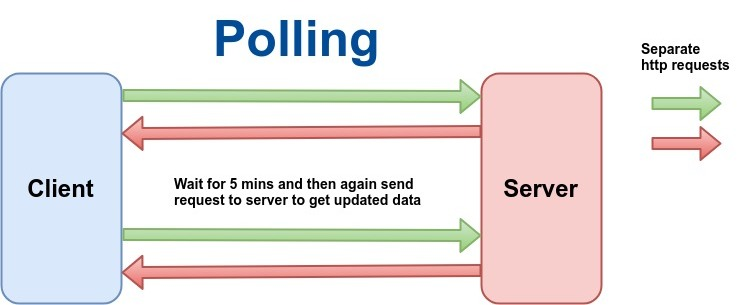 Polling
Separate
http requests
Client
Wait for 5 mins and then again send
request to server to get updated data
Server